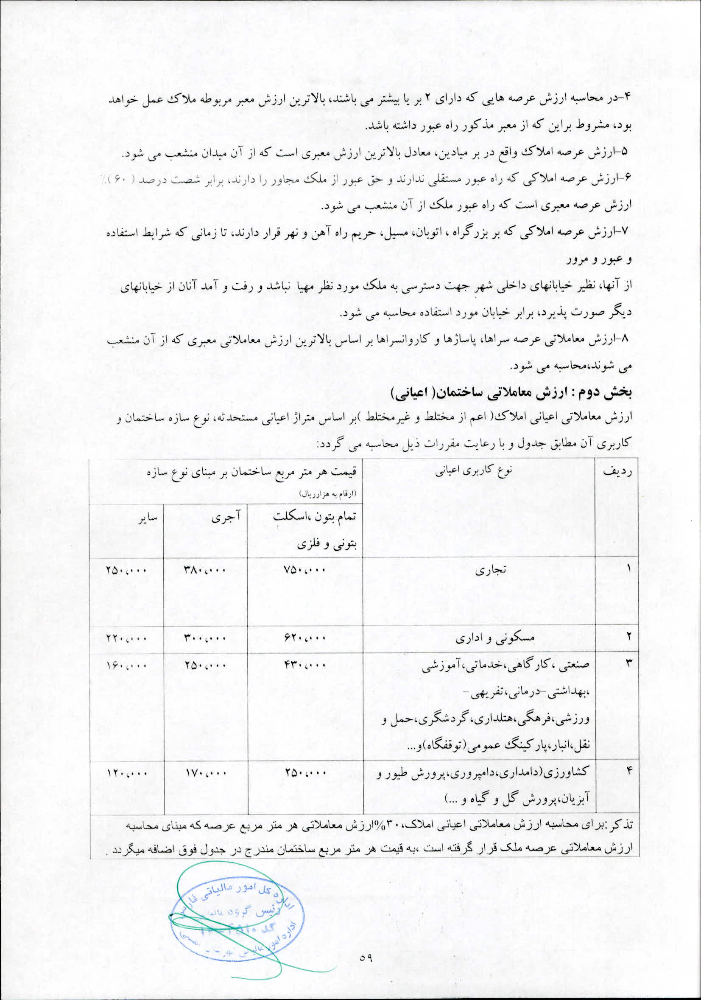 ۴-در محاسبه ارزش عرصه هایی که دارای ۲ بر یا بیشتر می باشند، بالاترین ارزش معبر مربوطه ملاک عمل خواهد
بود، مشروط براین که از معبر مذکور راه عبور داشته باشد.
۵-ارزش عرصه املاک واقع در بر میادین، معادل بالاترین ارزش معبری است که از آن میدان منشعب می شود.
۶-ارزش عرصه املاکی که راه عبور مستقلی ندارند و حق عبور از ملک مجاور را دارند، برابر شصت درصد ( ۶۰ )٪
ارزش عرصه معبری است که راه عبور ملک از آن منشعب می شود.
۷-ارزش عرصه املاکی که بر بزرگراه ، اتوبان، مسیل، حریم راه آهن و نهر قرار دارند، تا زمانی که شرایط استفاده
و عبور و مرور
از آنها، نظیر خیابانهای داخلی شهر جهت دسترسی به ملک مورد نظر مهیا نباشد و رفت و آمد آنان از خیابانهای
دیگر صورت پذیرد، برابر خیابان مورد استفاده محاسبه می شود.
۸-ارزش معاملاتی عرصه سراها، پاساژها و کاروانسراها بر اساس بالاترین ارزش معاملاتی معبری که از آن منشعب
می شوند،محاسبه می شود.
بخش دوم : ارزش معاملاتی ساختمان( اعیانی)
ارزش معاملاتی اعیانی املاک( اعم از مختلط و غیرمختلط )بر اساس متراژ اعیانی مستحدثه، نوع سازه ساختمان و
کاربری آن مطابق جدول و با رعایت مقررات ذیل محاسبه می گردد:
ردیف نوع کاربری اعیانی قیمت هر متر مربع ساختمان بر مبنای نوع سازه
(ارقام به هزارریال)
تمام بتون ،اسکلت آجری سایر
بتونی و فلزی
۱ تجاری ۷۵۰،۰۰۰ ۳۸۰،۰۰۰ ۲۵۰،۰۰۰
۲ مسکونی و اداری ۶۲۰،۰۰۰ ۳۰۰،۰۰۰ ۲۲۰،۰۰۰
۳ صنعتی ،کارگاهی،خدماتی،آموزشی ۴۳۰،۰۰۰ ۲۵۰،۰۰۰ ۱۶۰،۰۰۰
،بهداشتی-درمانی،تفریهی-
ورزشی،فرهگی،هتلداری،گردشگری،حمل و
نقل،انبار،پارکینگ عمومی(توقفگاه)و...
۴ کشاورزی(دامداری،دامپروری،پرورش طیور و ۲۵۰،۰۰۰ ۱۷۰،۰۰۰ ۱۲۰،۰۰۰
آبزیان،پرورش گل و گیاه و ...)
تذکر :برای محاسبه ارزش معاملاتی اعیانی املاک،۳۰%ارزش معاملاتی هر متر مربع عرصه که مبنای محاسبه
ارزش معاملاتی عرصه ملک قرار گرفته است ،به قیمت هر متر مربع ساختمان مندرج در جدول فوق اضافه میگردد .
اداره کل امور مالیاتی فارس
رئیس گروه
اداره امور
۵۹